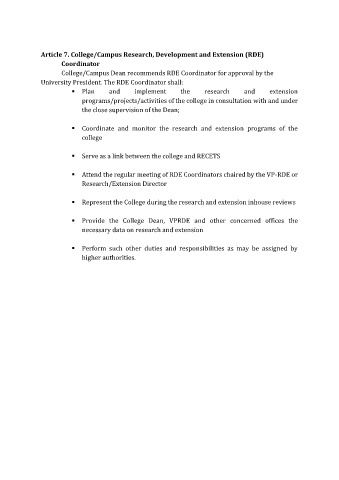 Article 7. College/Campus Research, Development and Extension (RDE)
Coordinator
College/Campus Dean recommends RDE Coordinator for approval by the
University President. The RDE Coordinator shall:
• Plan and implement the research and extension
programs/projects/activities of the college in consultation with and under
the close supervision of the Dean;
• Coordinate and monitor the research and extension programs of the
college
• Serve as a link between the college and RECETS
• Attend the regular meeting of RDE Coordinators chaired by the VP-RDE or
Research/Extension Director
• Represent the College during the research and extension inhouse reviews
• Provide the College Dean, VPRDE and other concerned offices the
necessary data on research and extension
• Perform such other duties and responsibilities as may be assigned by
higher authorities.